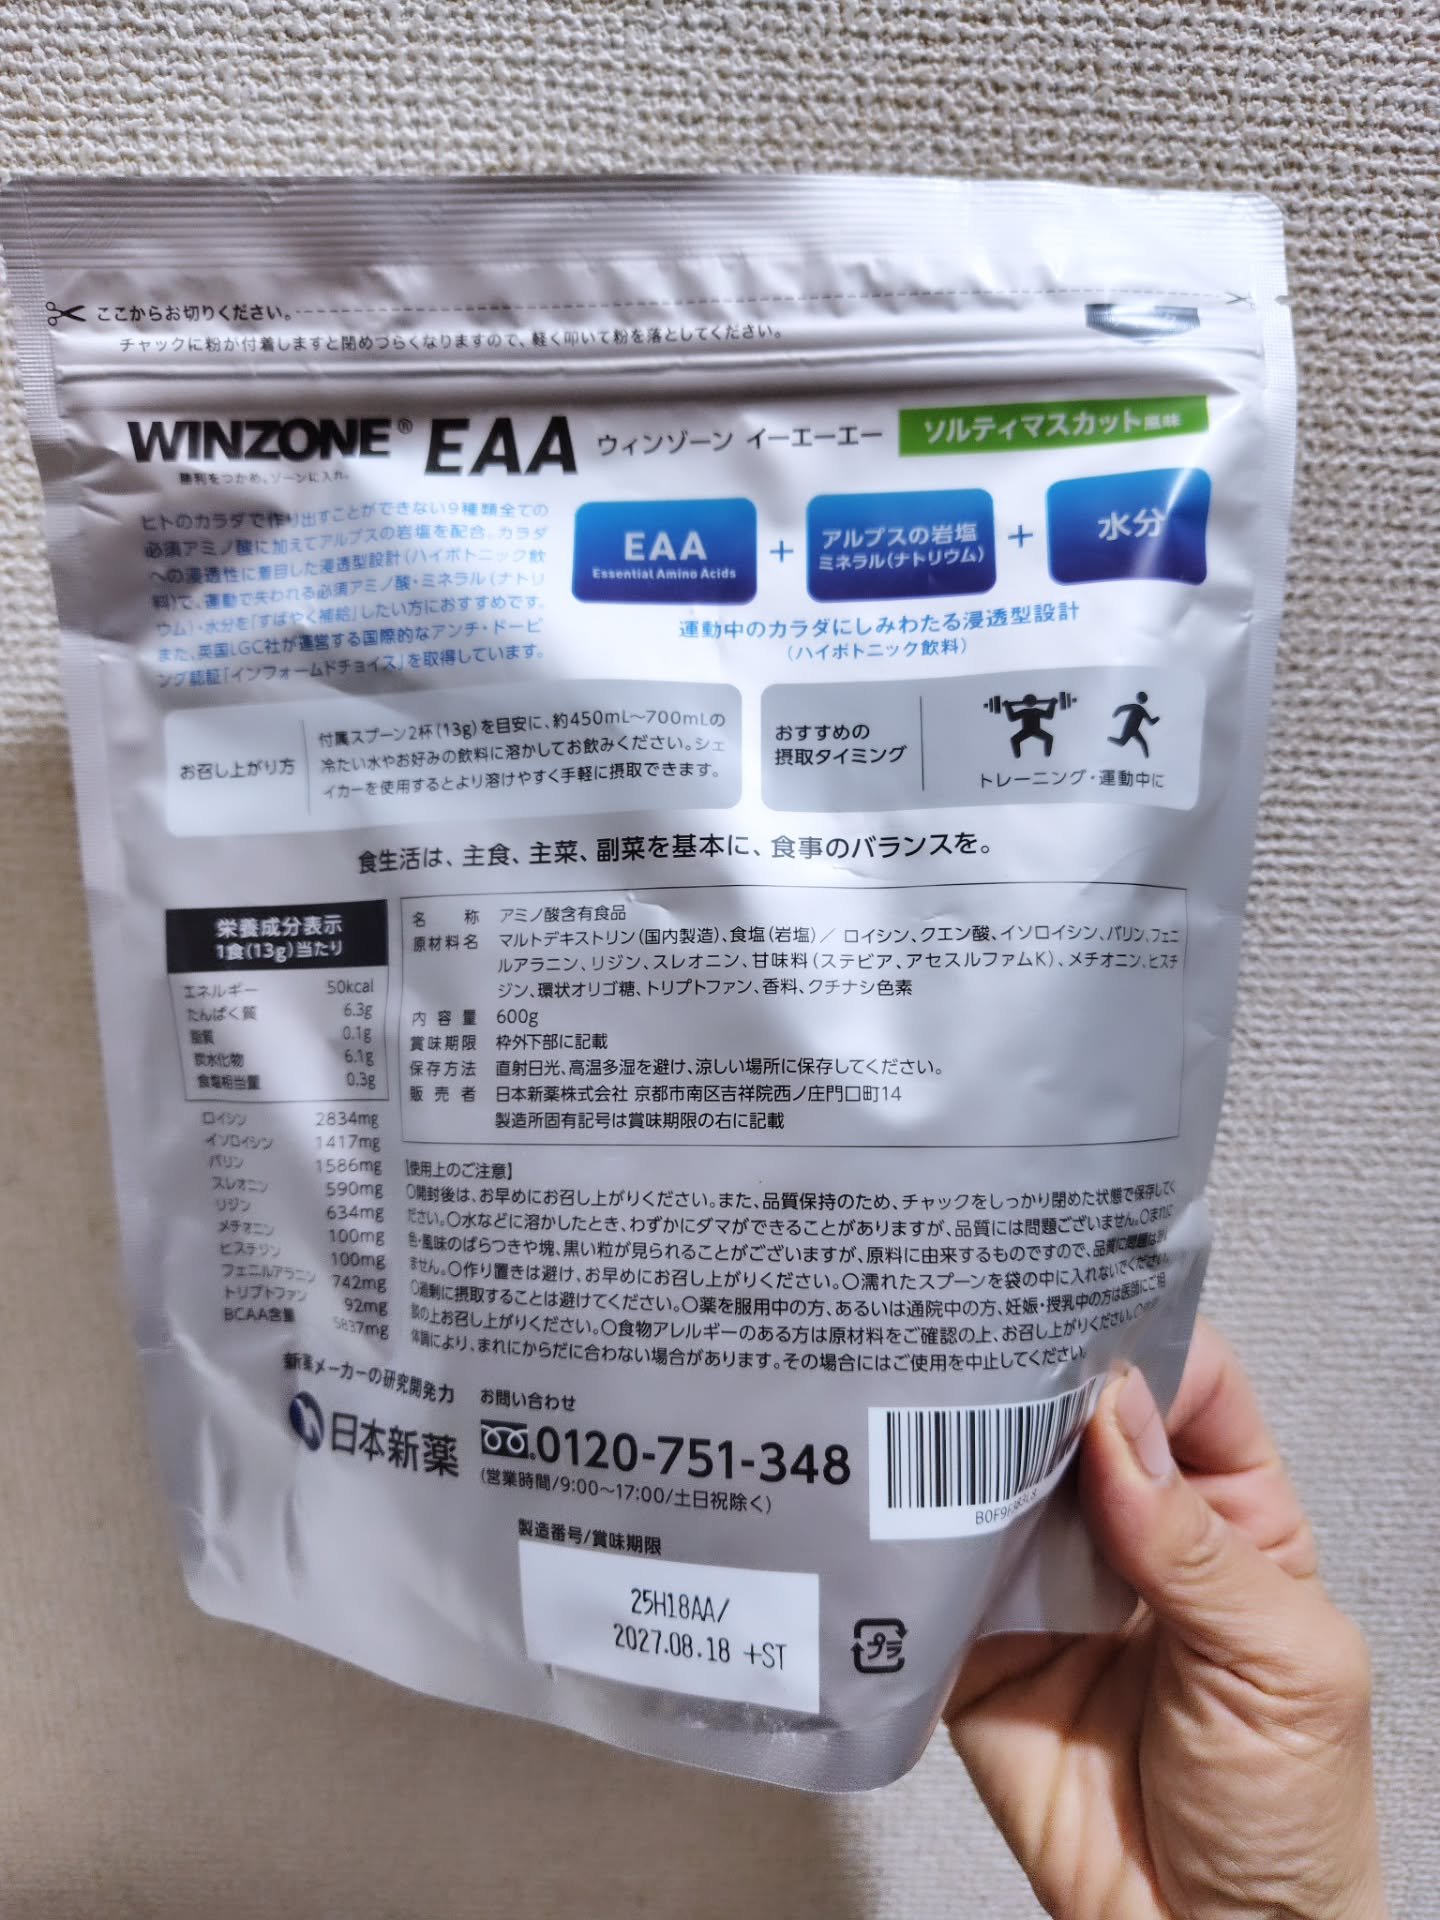 ここからお切りください。
チャックに粉が付着しますと閉めづらくなりますので、軽く叩いて粉を落としてください。
WINZONE® EAA ウィンゾーン イーエーエー
ソルティマスカット風味
勝利をつかめ、ゾーンに入れ。
ヒトのカラダで作り出すことができない9種類全ての
必須アミノ酸に加えてアルプスの岩塩を配合。カラダ
への浸透性に着目した浸透型設計(ハイポトニック飲
料)で、運動で失われる必須アミノ酸・ミネラル(ナトリ
ウム)・水分を「すばやく補給」したい方におすすめです。
また、英国LGC社が運営する国際的なアンチ・ドーピ
ング認証「インフォームドチョイス」を取得しています。
EAA
Essential Amino Acids
+
アルプスの岩塩
ミネラル(ナトリウム)
+
水分
運動中のカラダにしみわたる浸透型設計
(ハイポトニック飲料)
お召し上がり方
付属スプーン2杯(13g)を目安に、約450mL〜700mLの
冷たい水やお好みの飲料に溶かしてお飲みください。シェ
イカーを使用するとより溶けやすく手軽に摂取できます。
おすすめの
摂取タイミング
トレーニング・運動中に
食生活は、主食、主菜、副菜を基本に、食事のバランスを。
栄養成分表示
1食(13g)当たり
エネルギー 50kcal
たんぱく質 6.3g
脂質 0.1g
炭水化物 6.1g
食塩相当量 0.3g
ロイシン 2834mg
イソロイシン 1417mg
バリン 1586mg
スレオニン 590mg
リジン 634mg
メチオニン 100mg
ヒスチジン 100mg
フェニルアラニン 742mg
トリプトファン 92mg
BCAA含量 5837mg
名称 アミノ酸含有食品
原材料名 マルトデキストリン(国内製造)、食塩(岩塩)/ ロイシン、クエン酸、イソロイシン、バリン、フェニ
ルアラニン、リジン、スレオニン、甘味料(ステビア、アセスルファムK)、メチオニン、ヒスチ
ジン、環状オリゴ糖、トリプトファン、香料、クチナシ色素
内容量 600g
賞味期限 枠外下部に記載
保存方法 直射日光、高温多湿を避け、涼しい場所に保存してください。
販売者 日本新薬株式会社 京都市南区吉祥院西ノ庄門口町14
製造所固有記号は賞味期限の右に記載
【使用上のご注意】
〇開封後は、お早めにお召し上がりください。また、品質保持のため、チャックをしっかり閉めた状態で保存してく
ださい。〇水などに溶かしたとき、わずかにダマができることがありますが、品質には問題ございません。〇まれに
色・風味のばらつきや塊、黒い粒が見られることがございますが、原料に由来するものですので、品質に問題は
ません。〇作り置きは避け、お早めにお召し上がりください。〇濡れたスプーンを袋の中に入れないでください。
〇過剰に摂取することは避けてください。〇薬を服用中の方、あるいは通院中の方、妊娠・授乳中の方は医師にご相
談の上お召し上がりください。〇食物アレルギーのある方は原材料をご確認の上、お召し上がりください。
体調により、まれにからだに合わない場合があります。その場合にはご使用を中止してください。
新薬メーカーの研究開発力
日本新薬
お問い合わせ
0120-751-348
(営業時間/9:00〜17:00/土日祝除く)
製造番号/賞味期限
25H18AA/
2027.08.18 +ST
プラ